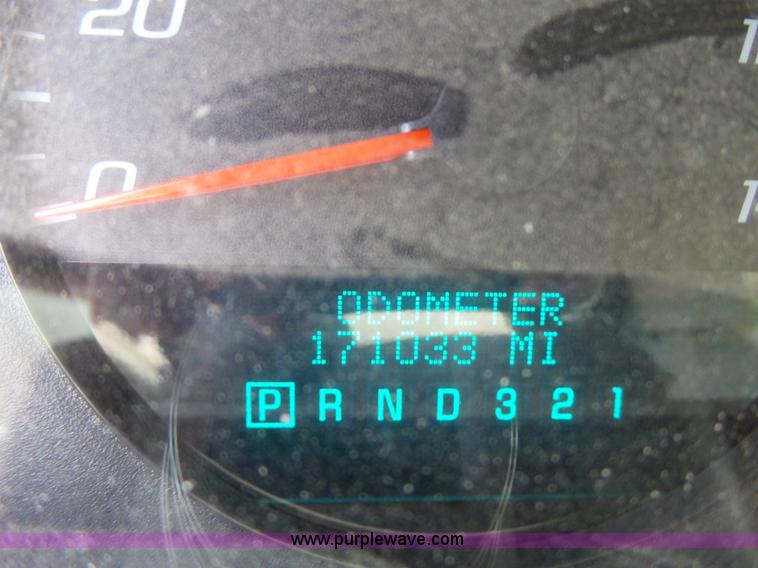 20
0
ODOMETER
171033 MI
P R N D 3 2 1
www.purplewave.com